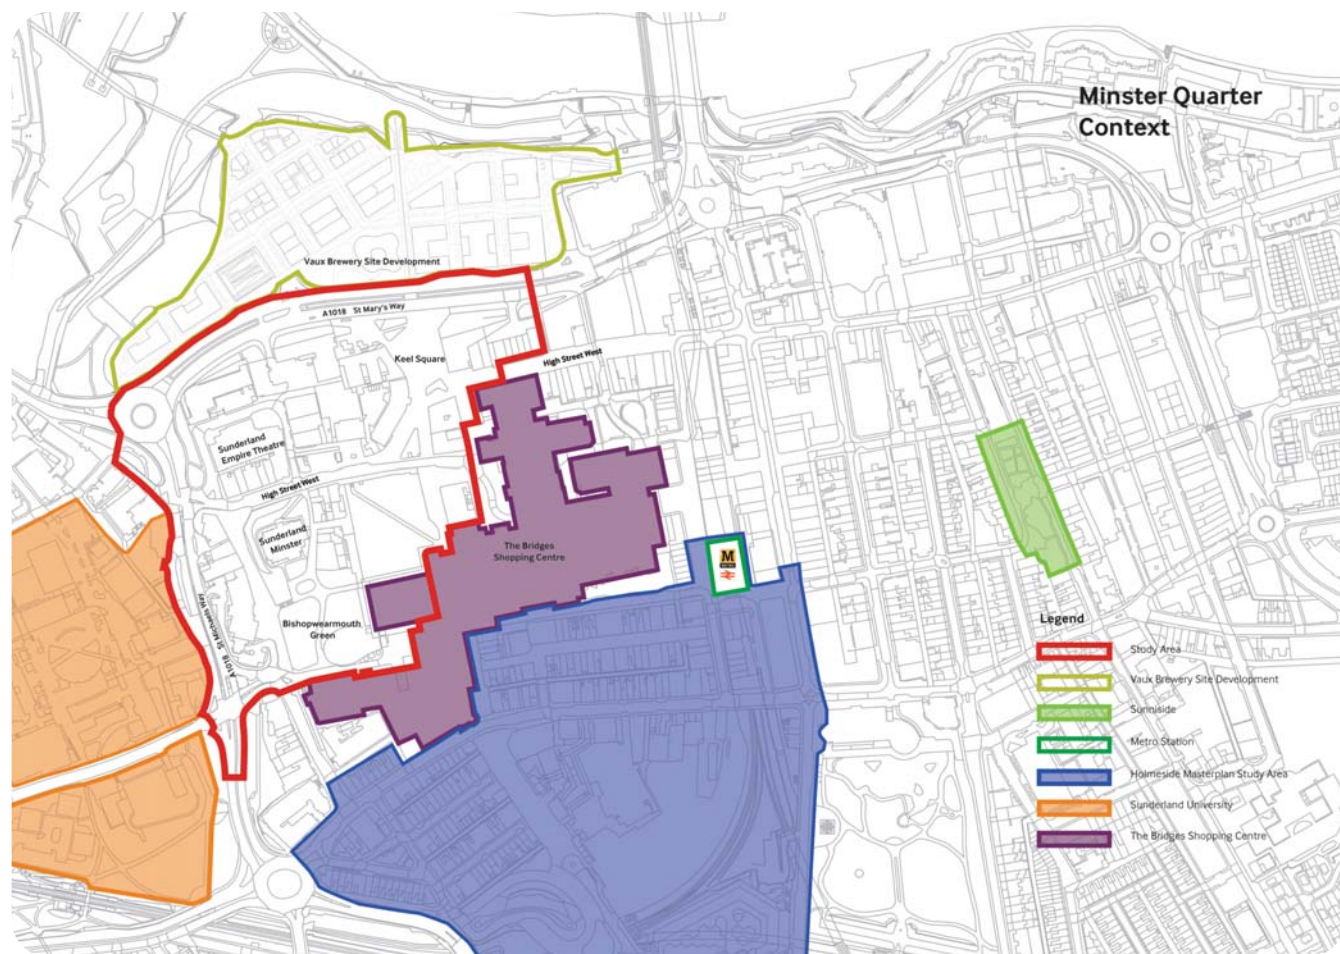 Minster Quarter
Context
Vaux Brewery Site Development
A1018 St Mary's Way
Keel Square
High Street West
Sunderland
Empire Theatre
High Street West
Sunderland
Minster
The Bridges
Shopping Centre
M
METRO
Bishopwearmouth
Green
A1018 St Michaels Way
Legend
Study Area
Vaux Brewery Site Development
Sunniside
Metro Station
Holmeside Masterplan Study Area
Sunderland University
The Bridges Shopping Centre